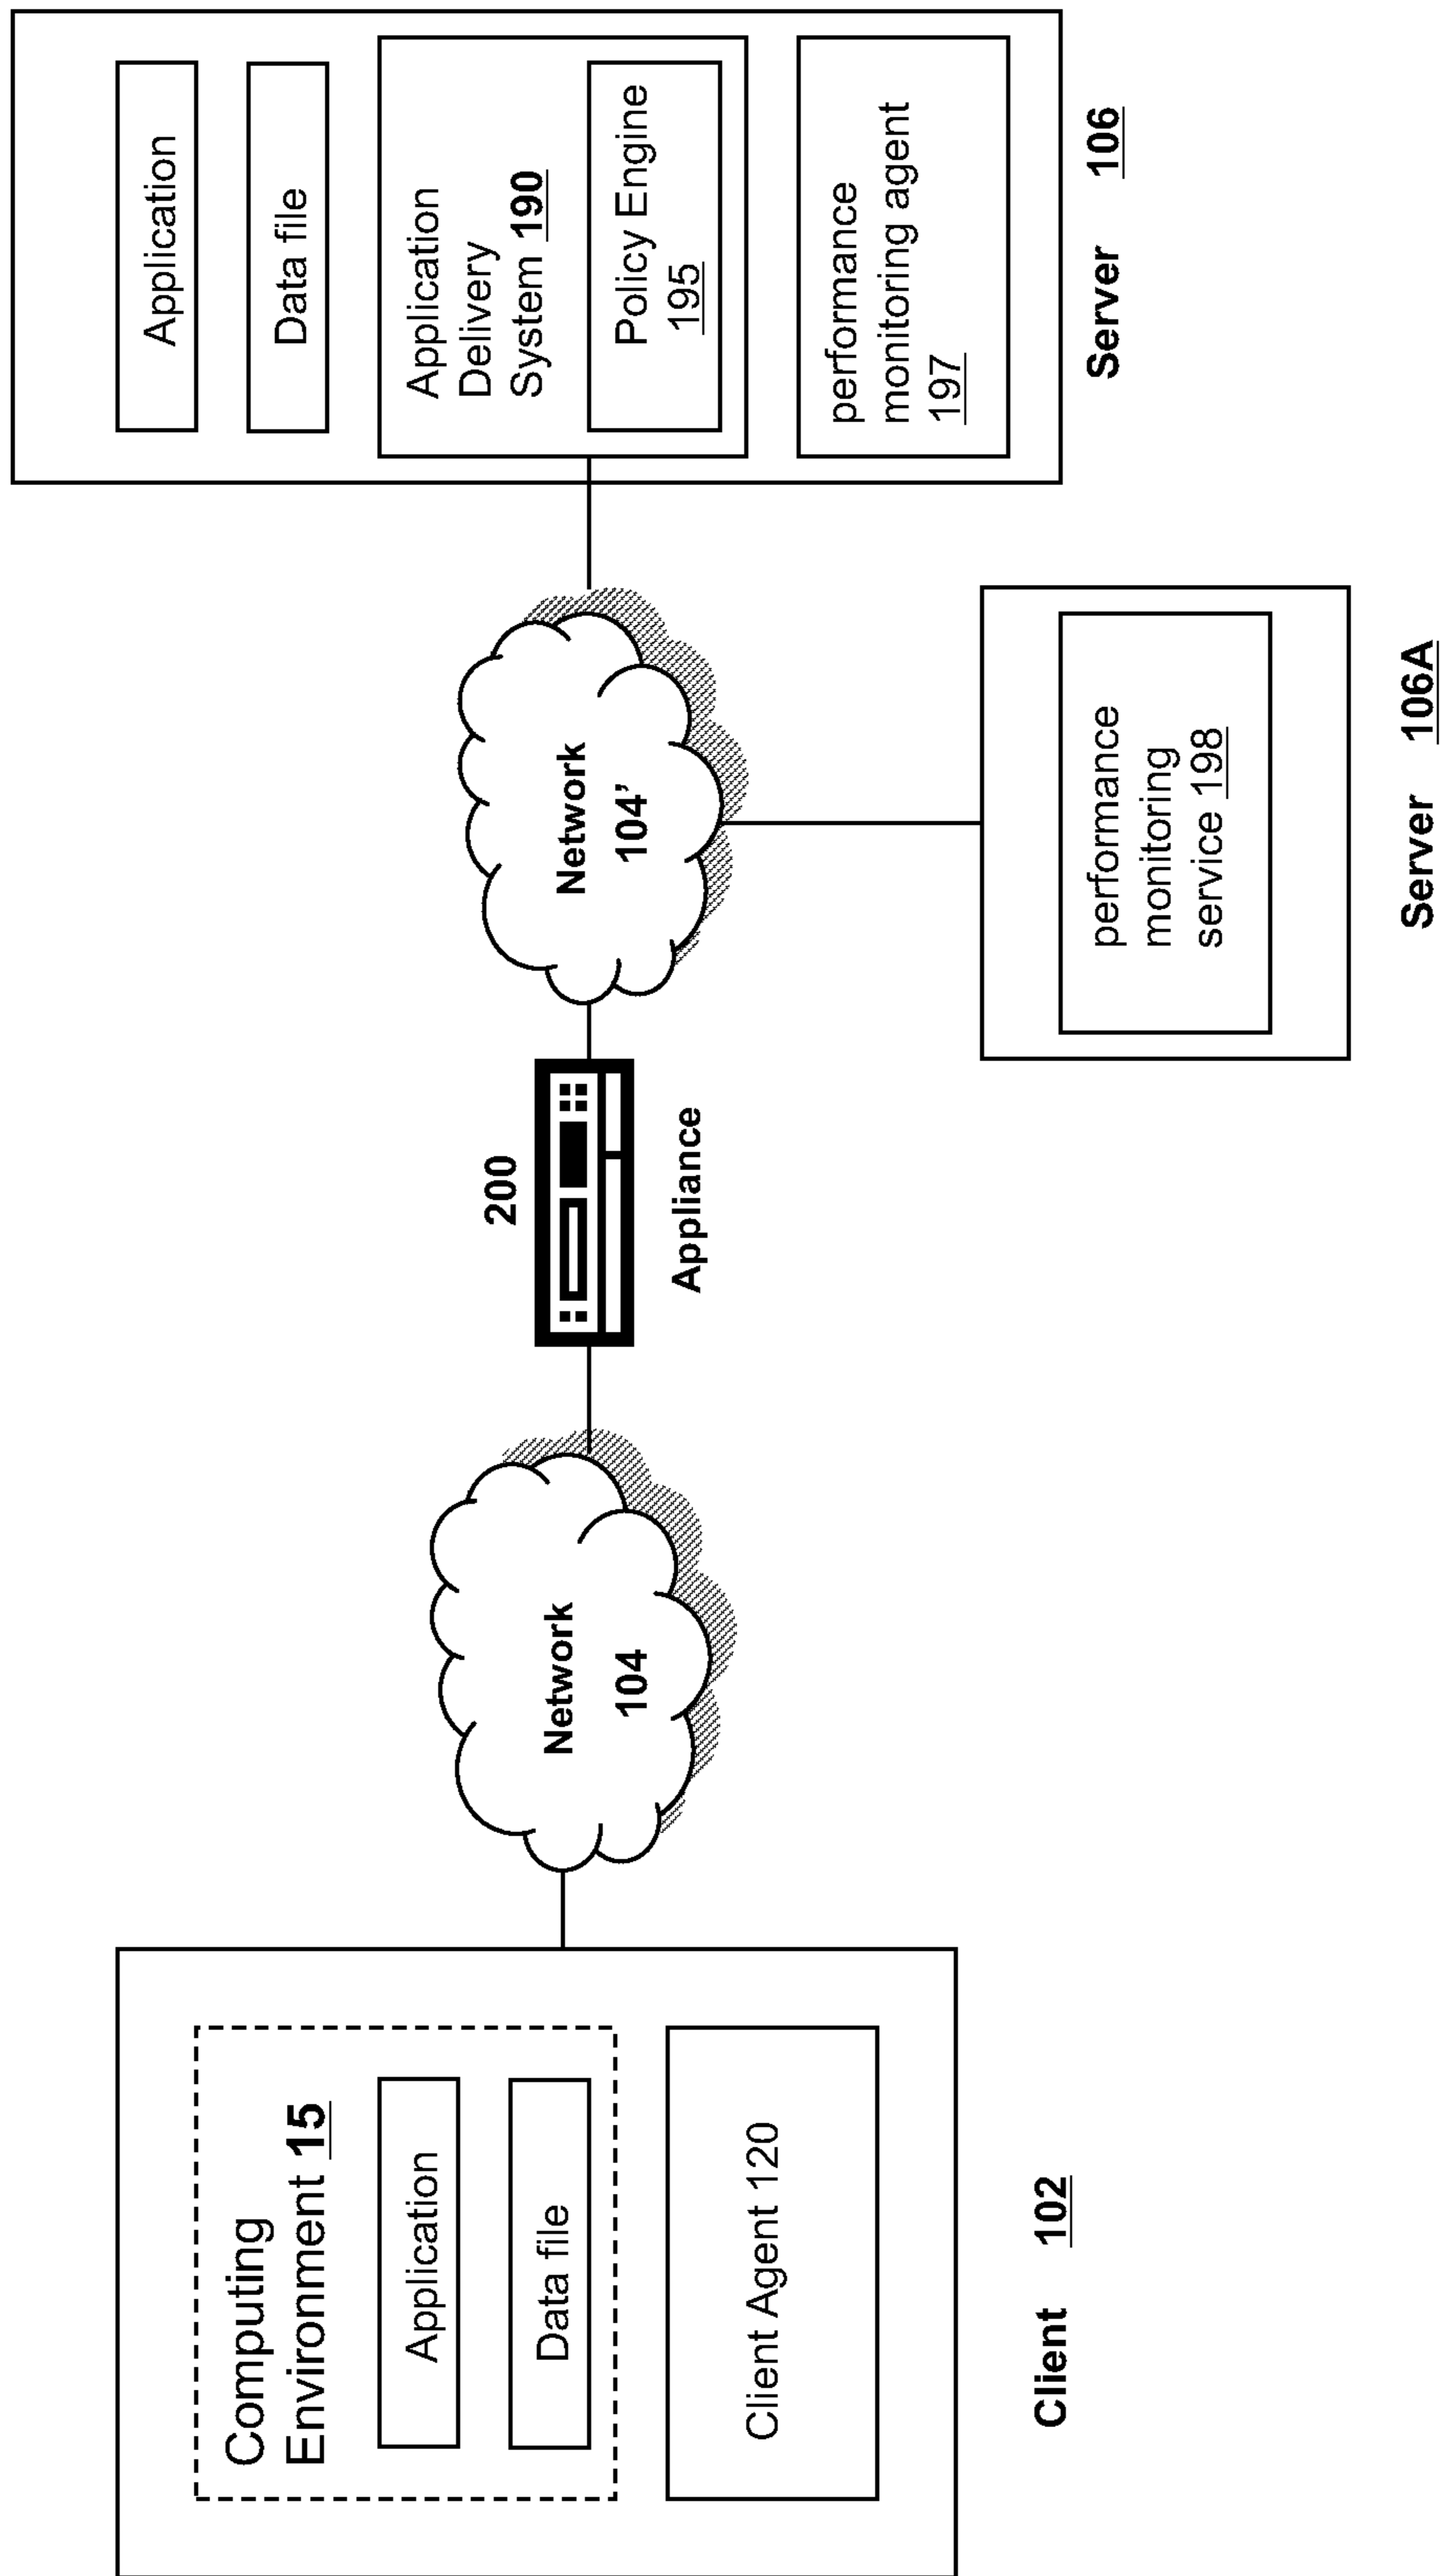 Computing
Environment 15
Application
Data file
Client Agent 120
Client 102
Network
104
200
Appliance
Network
104’
Application
Data file
Application
Delivery
System 190
Policy Engine
195
performance
monitoring agent
197
Server 106
performance
monitoring
service 198
Server 106A